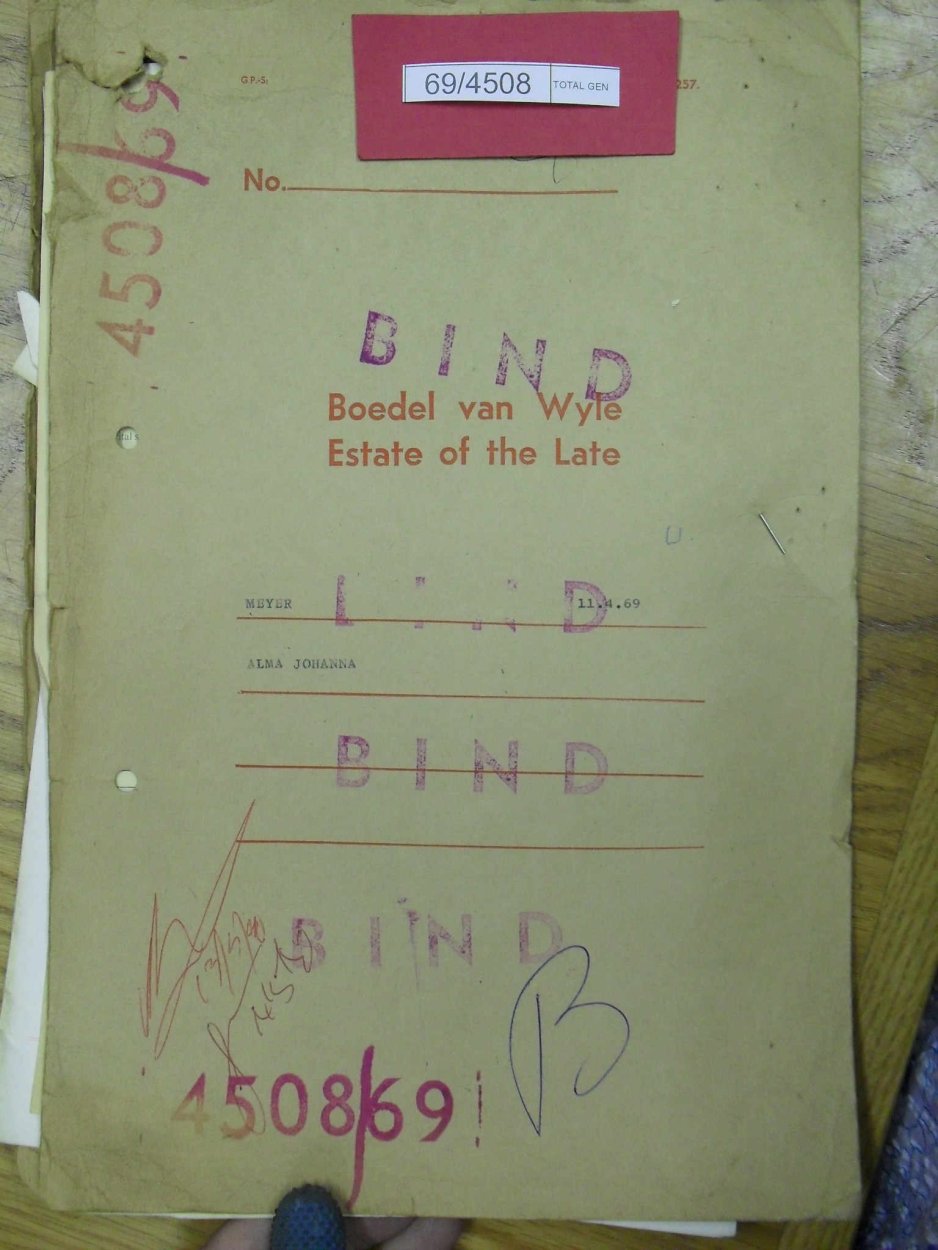 G.P.-S.
257.
69/4508 TOTAL GEN
4508/69
No.
BIND
Boedel van Wyle
Estate of the Late
MEYER 11.4.69
BIND
ALMA JOHANNA
BIND
BIND
B
4508/69